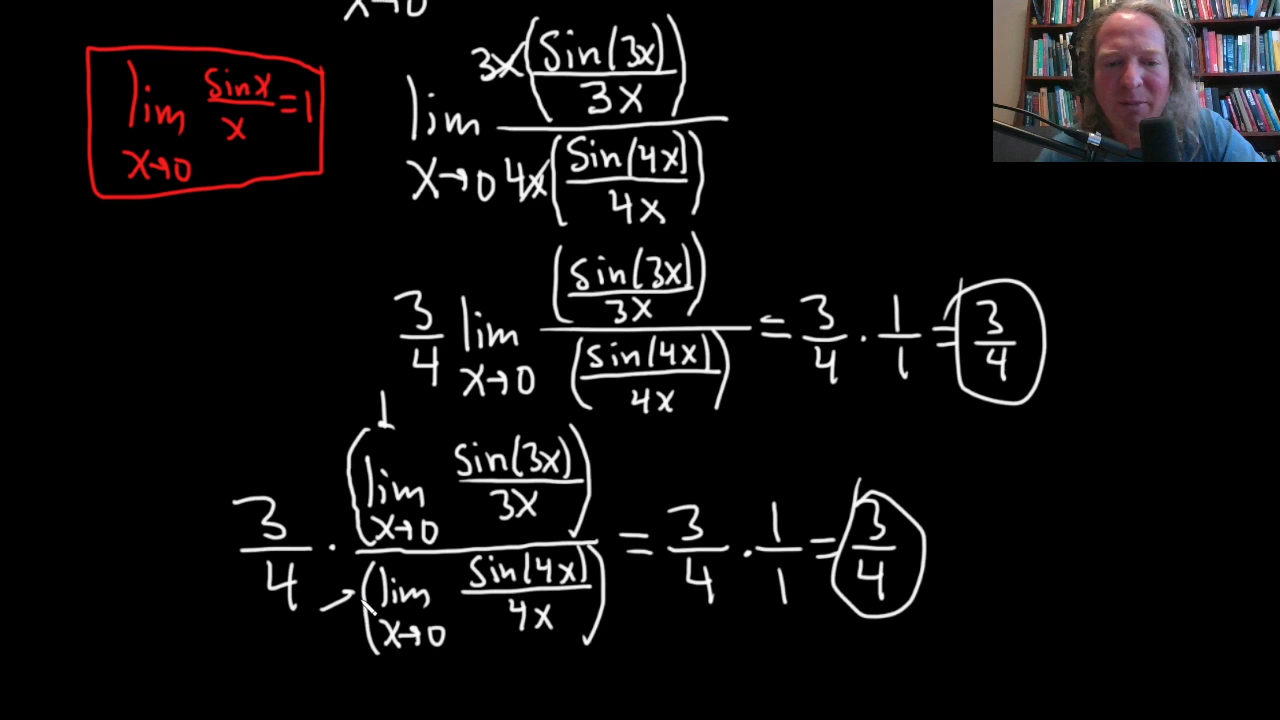 x→0
lim x→0 sin x / x = 1
lim x→0 3x(sin(3x) / 3x) / 4x(sin(4x) / 4x)
3/4 lim x→0 (sin(3x) / 3x) / (sin(4x) / 4x) = 3/4 · 1/1 = 3/4
3/4 · (lim x→0 sin(3x) / 3x) / (lim x→0 sin(4x) / 4x) = 3/4 · 1/1 = 3/4